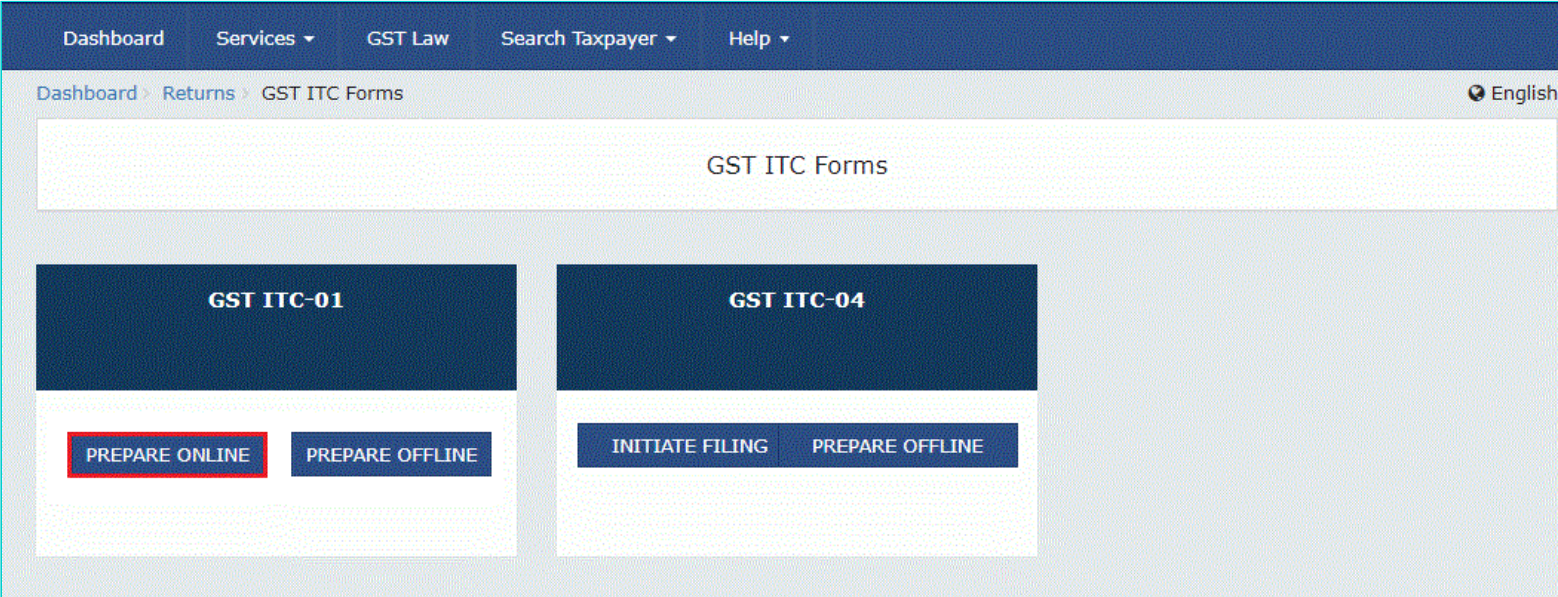 Dashboard Services GST Law Search Taxpayer Help
Dashboard > Returns > GST ITC Forms English
GST ITC Forms
GST ITC-01 GST ITC-04
PREPARE ONLINE PREPARE OFFLINE INITIATE FILING PREPARE OFFLINE